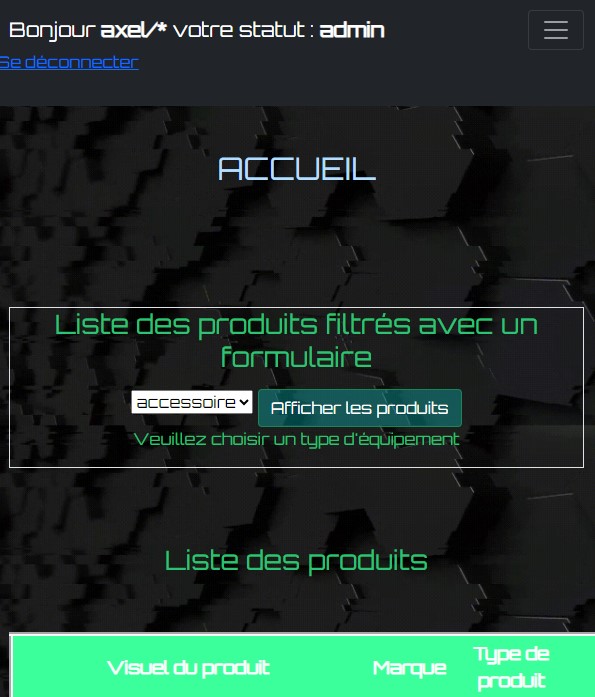 Bonjour axel/* votre statut : admin
Se déconnecter
ACCUEIL
Liste des produits filtrés avec un
formulaire
accessoire Afficher les produits
Veuillez choisir un type d'équipement
Liste des produits
Visuel du produit Marque Type de
produit